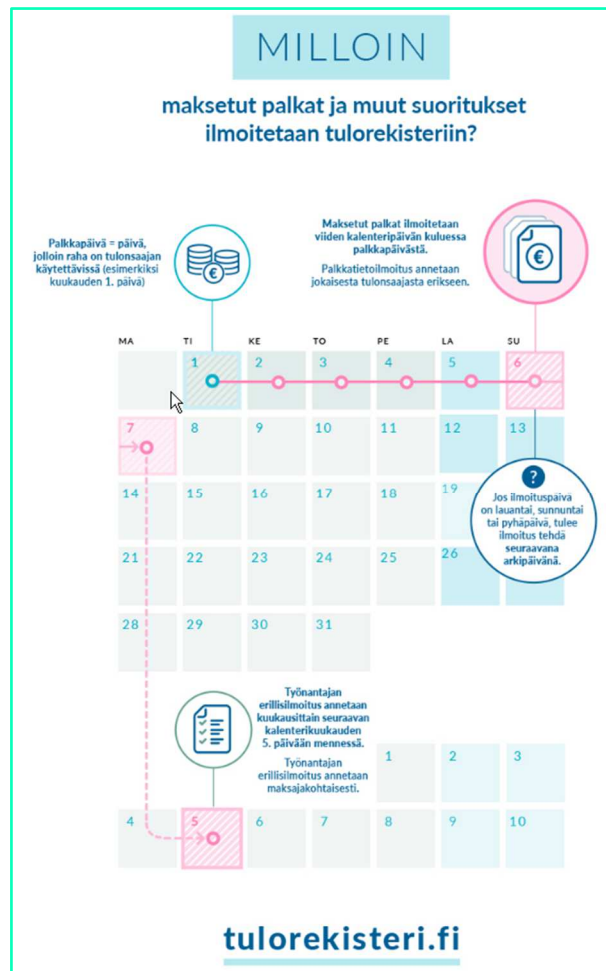 MILLOIN
maksetut palkat ja muut suoritukset
ilmoitetaan tulorekisteriin?
Palkkapäivä = päivä,
jolloin raha on tulonsaajan
käytettävissä (esimerkiksi
kuukauden 1. päivä)
€
Maksetut palkat ilmoitetaan
viiden kalenteripäivän kuluessa
palkkapäivästä.
Palkkatietoilmoitus annetaan
jokaisesta tulonsaajasta erikseen.
€
MA TI KE TO PE LA SU
1 2 3 4 5 6
7 8 9 10 11 12 13
14 15 16 17 18 19
?
Jos ilmoituspäivä
on lauantai, sunnuntai
tai pyhäpäivä, tulee
ilmoitus tehdä
seuraavana
arkipäivänä.
21 22 23 24 25 26
28 29 30 31
Työnantajan
erillisilmoitus annetaan
kuukausittain seuraavan
kalenterikuukauden
5. päivään mennessä.
Työnantajan
erillisilmoitus annetaan
maksajakohtaisesti.
1 2 3
4 5 6 7 8 9 10
tulorekisteri.fi